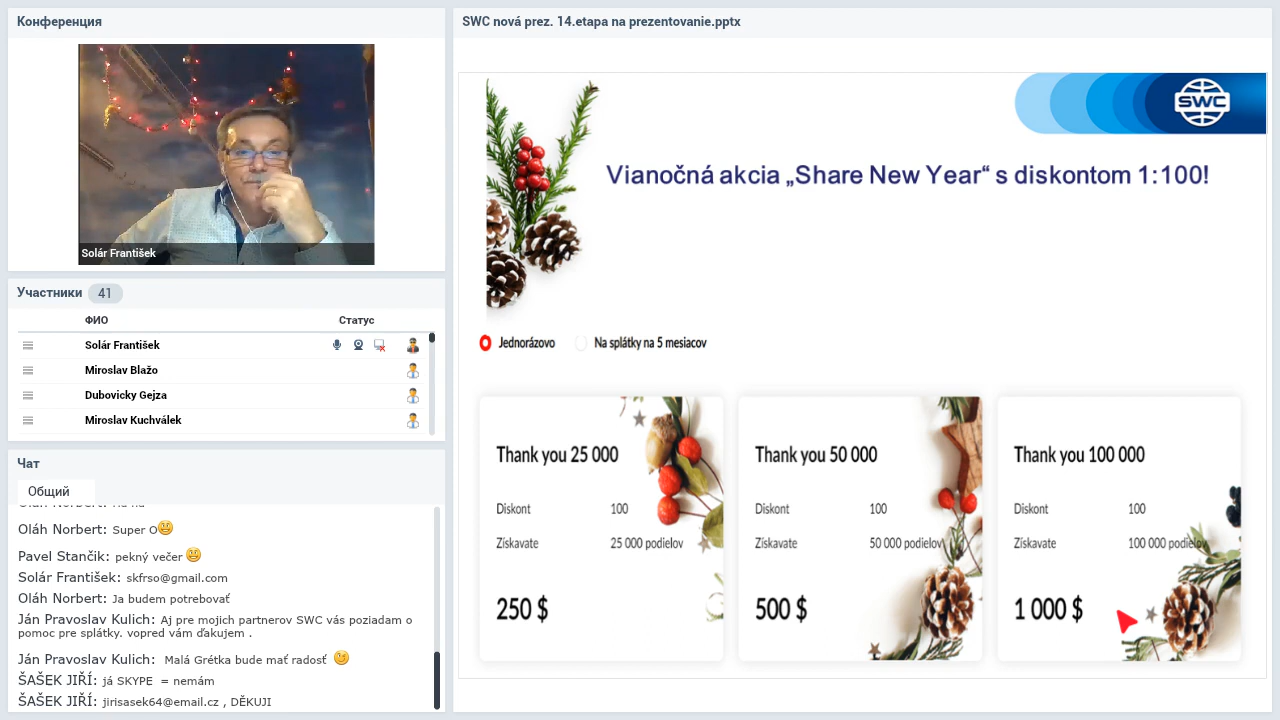 Конференция
Solár František
Участники 41
ФИО Статус
Solár František
Miroslav Blažo
Dubovicky Gejza
Miroslav Kuchválek
Чат
Общий
Oláh Norbert: Super O
Pavel Stančik: pekný večer
Solár František: skfrso@gmail.com
Oláh Norbert: Ja budem potrebovať
Ján Pravoslav Kulich: Aj pre mojich partnerov SWC vás poziadam o
pomoc pre splátky. vopred vám ďakujem .
Ján Pravoslav Kulich: Malá Grétka bude mať radosť
ŠAŠEK JIŘÍ: já SKYPE = nemám
ŠAŠEK JIŘÍ: jirisasek64@email.cz , DĚKUJI
SWC nová prez. 14.etapa na prezentovanie.pptx
SWC
Vianočná akcia „Share New Year“ s diskontom 1:100!
Jednorázovo Na splátky na 5 mesiacov
Thank you 25 000
Diskont 100
Získavate 25 000 podielov
250 $
Thank you 50 000
Diskont 100
Získavate 50 000 podielov
500 $
Thank you 100 000
Diskont 100
Získavate 100 000 podielov
1 000 $